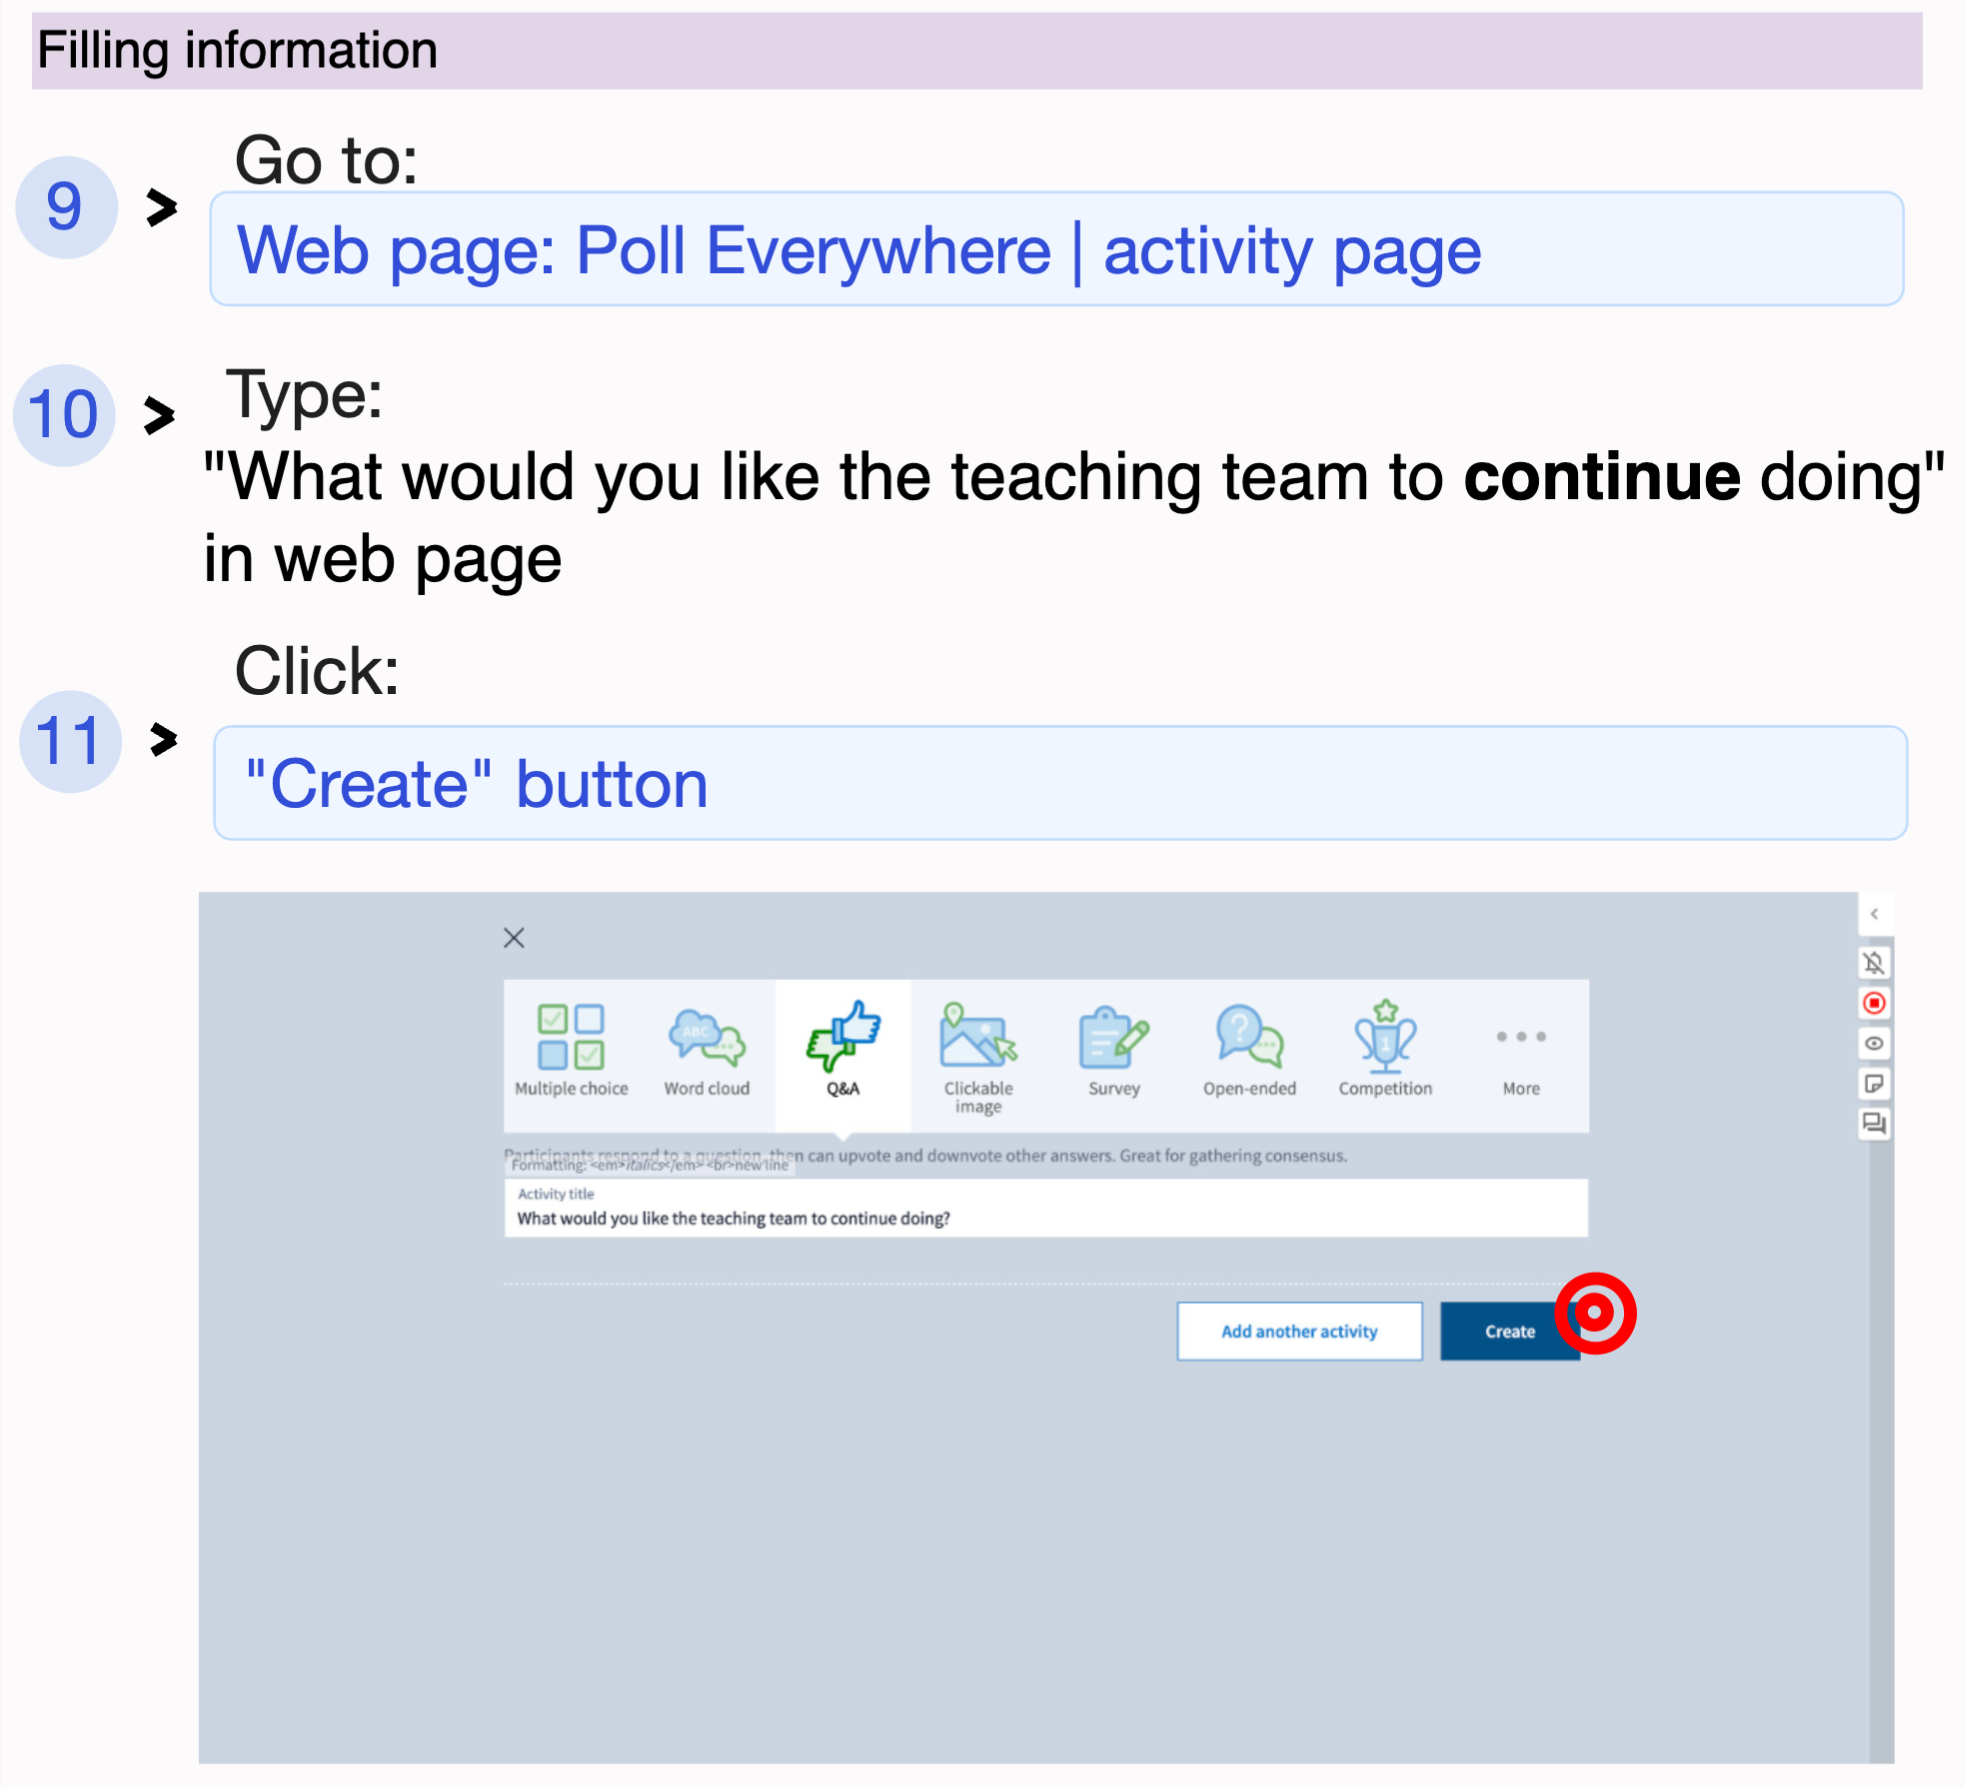 Filling information
Go to:
9 >
Web page: Poll Everywhere | activity page
Type:
10 >
"What would you like the teaching team to continue doing"
in web page
Click:
11 >
"Create" button
Multiple choice
ABC
Word cloud
Q&A
Clickable
image
Survey
?
Open-ended
1
Competition
More
Participants respond to a question, then can upvote and downvote other answers. Great for gathering consensus.
Formatting: <em>italics</em> <br>new line
Activity title
What would you like the teaching team to continue doing?
Add another activity
Create